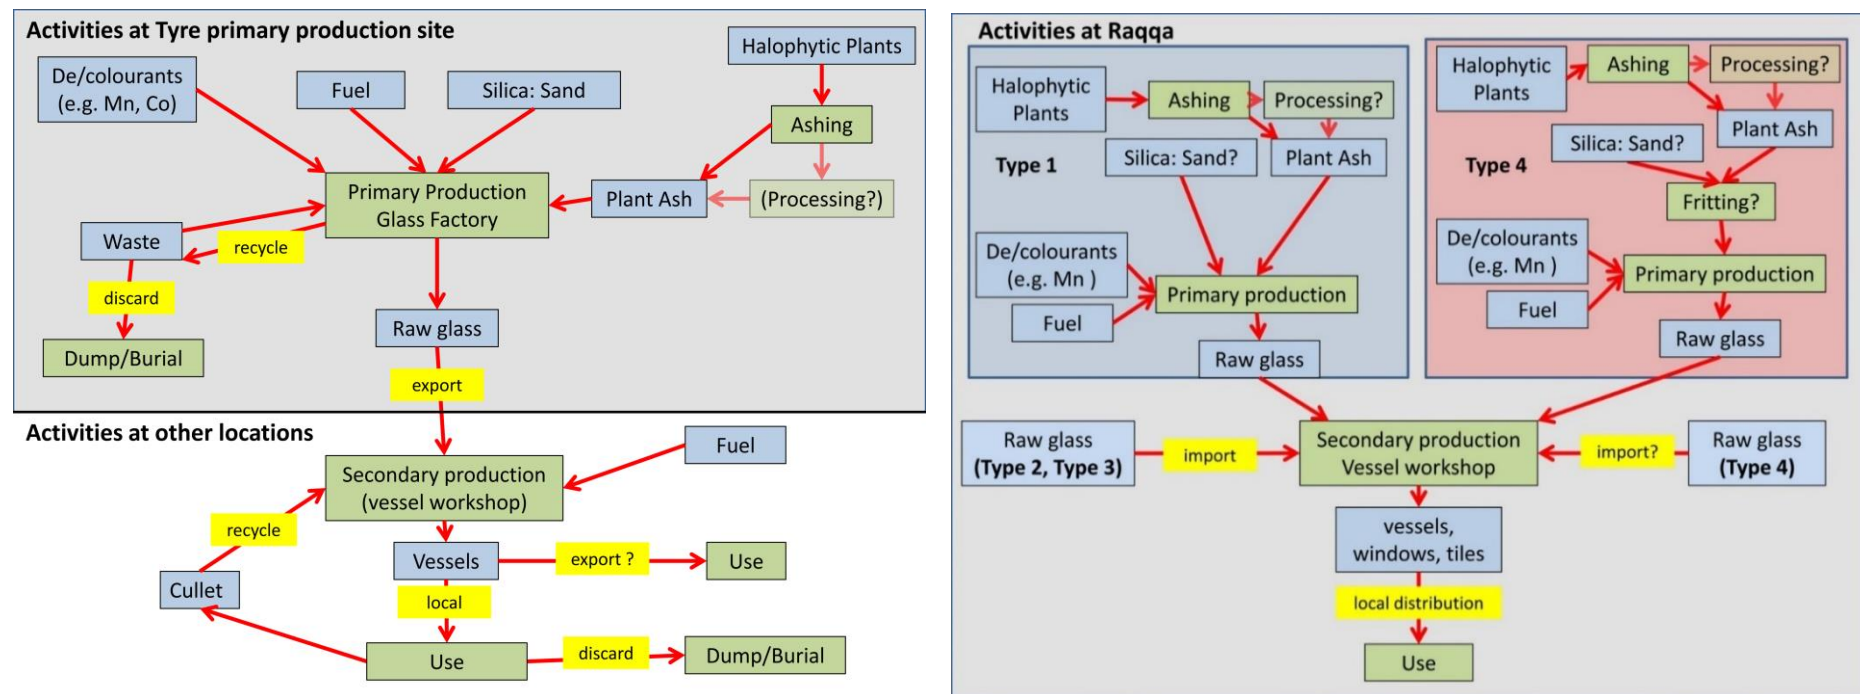 Activities at Tyre primary production site
De/colourants
(e.g. Mn, Co)
Fuel
Silica: Sand
Halophytic Plants
Ashing
Primary Production
Glass Factory
Plant Ash
(Processing?)
Waste
recycle
discard
Dump/Burial
Raw glass
export
Activities at other locations
Fuel
Secondary production
(vessel workshop)
recycle
Vessels
export ?
Use
Cullet
local
Use
discard
Dump/Burial
Activities at Raqqa
Halophytic
Plants
Ashing
Processing?
Type 1
Silica: Sand?
Plant Ash
De/colourants
(e.g. Mn )
Primary production
Fuel
Raw glass
Halophytic
Plants
Ashing
Processing?
Plant Ash
Silica: Sand?
Type 4
Fritting?
De/colourants
(e.g. Mn )
Primary production
Fuel
Raw glass
Raw glass
(Type 2, Type 3)
import
Secondary production
Vessel workshop
import?
Raw glass
(Type 4)
vessels,
windows, tiles
local distribution
Use